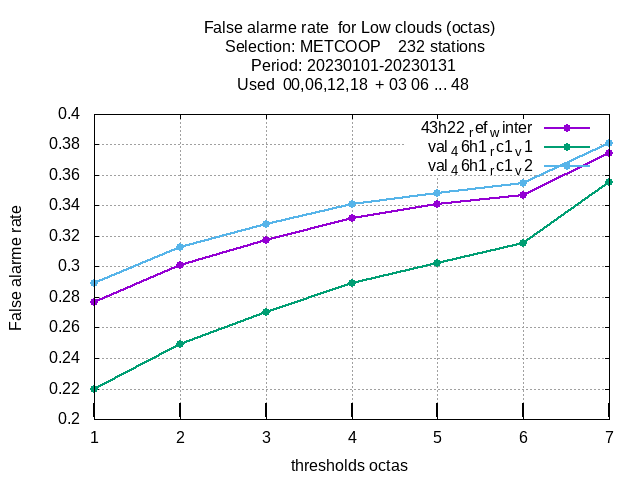 False alarme rate  for Low clouds (octas)
Selection: METCOOP    232 stations
Period: 20230101-20230131
Used  00,06,12,18  + 03 06 ... 48
0.4
0.38
0.36
0.34
0.32
0.3
0.28
0.26
0.24
0.22
0.2
43h22 ref winter
val 46h1 rc1 v1
val 46h1 rc1 v2
False alarme rate
1 2 3 4 5 6 7
thresholds octas